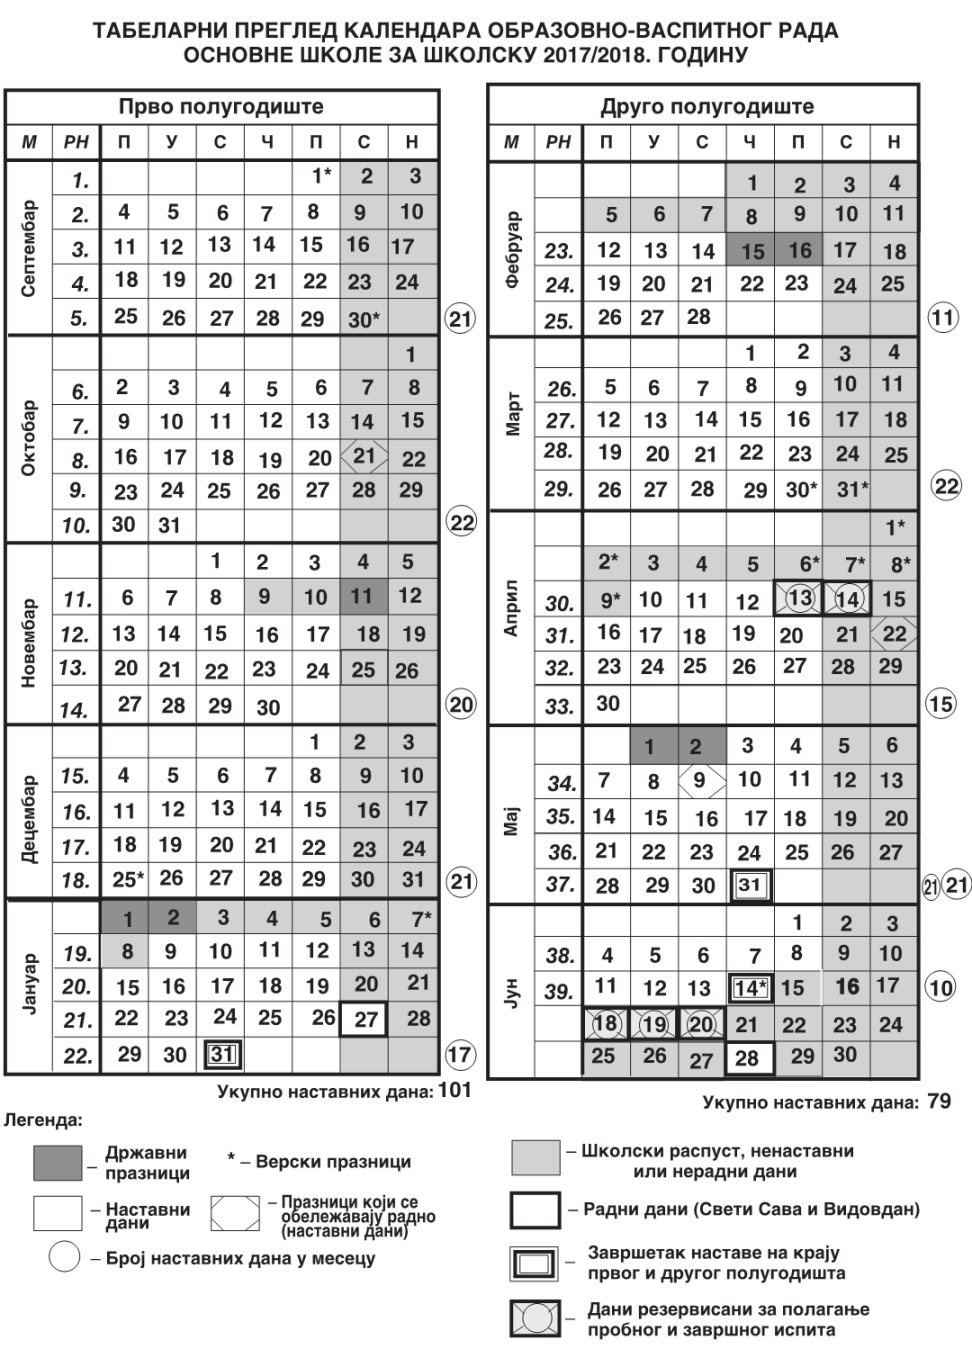 ТАБЕЛАРНИ ПРЕГЛЕД КАЛЕНДАРА ОБРАЗОВНО-ВАСПИТНОГ РАДА
ОСНОВНЕ ШКОЛЕ ЗА ШКОЛСКУ 2017/2018. ГОДИНУ
Прво полугодиште
М РН П У С Ч П С Н
Септембар
1. 1* 2 3
2. 4 5 6 7 8 9 10
3. 11 12 13 14 15 16 17
4. 18 19 20 21 22 23 24
5. 25 26 27 28 29 30* 21
Октобар
1
6. 2 3 4 5 6 7 8
7. 9 10 11 12 13 14 15
8. 16 17 18 19 20 21 22
9. 23 24 25 26 27 28 29
10. 30 31 22
Новембар
1 2 3 4 5
11. 6 7 8 9 10 11 12
12. 13 14 15 16 17 18 19
13. 20 21 22 23 24 25 26
14. 27 28 29 30 20
Децембар
1 2 3
15. 4 5 6 7 8 9 10
16. 11 12 13 14 15 16 17
17. 18 19 20 21 22 23 24
18. 25* 26 27 28 29 30 31 21
Јануар
1 2 3 4 5 6 7*
19. 8 9 10 11 12 13 14
20. 15 16 17 18 19 20 21
21. 22 23 24 25 26 27 28
22. 29 30 31 17
Укупно наставних дана: 101
Друго полугодиште
М РН П У С Ч П С Н
Фебруар
1 2 3 4
5 6 7 8 9 10 11
23. 12 13 14 15 16 17 18
24. 19 20 21 22 23 24 25
25. 26 27 28 11
Март
1 2 3 4
26. 5 6 7 8 9 10 11
27. 12 13 14 15 16 17 18
28. 19 20 21 22 23 24 25
29. 26 27 28 29 30* 31* 22
Април
1*
2* 3 4 5 6* 7* 8*
30. 9* 10 11 12 13 14 15
31. 16 17 18 19 20 21 22
32. 23 24 25 26 27 28 29
33. 30 15
Мај
1 2 3 4 5 6
34. 7 8 9 10 11 12 13
35. 14 15 16 17 18 19 20
36. 21 22 23 24 25 26 27
37. 28 29 30 31 21 21
Јун
1 2 3
38. 4 5 6 7 8 9 10
39. 11 12 13 14* 15 16 17 10
18 19 20 21 22 23 24
25 26 27 28 29 30
Укупно наставних дана: 79
Легенда:
– Државни
празници
* – Верски празници
– Наставни
дани
– Празници који се
обележавају радно
(наставни дани)
– Број наставних дана у месецу
– Школски распуст, ненаставни
или нерадни дани
– Радни дани (Свети Сава и Видовдан)
– Завршетак наставе на крају
првог и другог полугодишта
– Дани резервисани за полагање
пробног и завршног испита